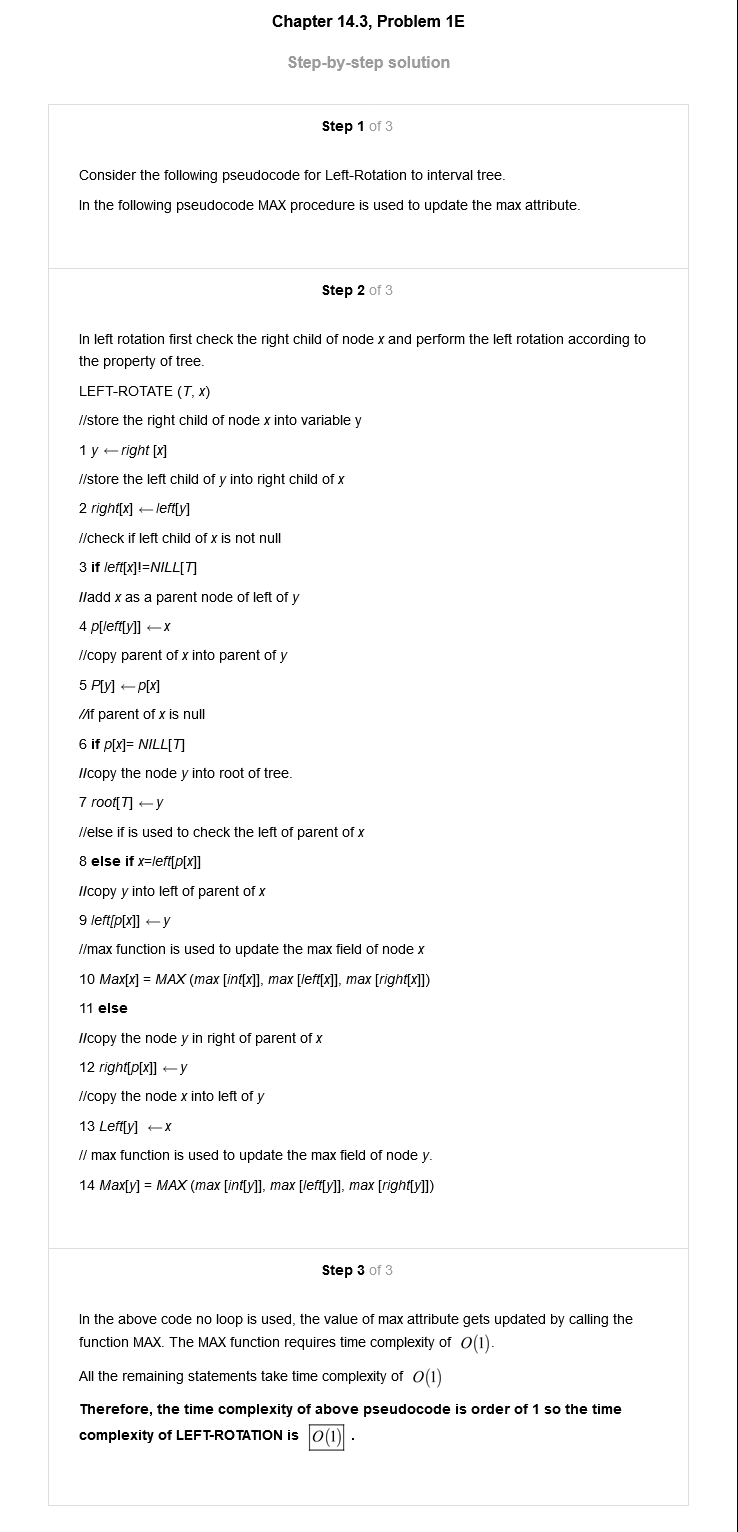 Chapter 14.3, Problem 1E
Step-by-step solution
Step 1 of 3
Consider the following pseudocode for Left-Rotation to interval tree.
In the following pseudocode MAX procedure is used to update the max attribute.
Step 2 of 3
In left rotation first check the right child of node x and perform the left rotation according to
the property of tree.
LEFT-ROTATE (T, x)
//store the right child of node x into variable y
1 y ← right [x]
//store the left child of y into right child of x
2 right[x] ← left[y]
//check if left child of x is not null
3 if left[x]!=NILL[T]
//add x as a parent node of left of y
4 p[left[y]] ← x
//copy parent of x into parent of y
5 P[y] ← p[x]
//if parent of x is null
6 if p[x]= NILL[T]
//copy the node y into root of tree.
7 root[T] ← y
//else if is used to check the left of parent of x
8 else if x=left[p[x]]
//copy y into left of parent of x
9 left[p[x]] ← y
//max function is used to update the max field of node x
10 Max[x] = MAX (max [int[x]], max [left[x]], max [right[x]])
11 else
//copy the node y in right of parent of x
12 right[p[x]] ← y
//copy the node x into left of y
13 Left[y] ← x
// max function is used to update the max field of node y.
14 Max[y] = MAX (max [int[y]], max [left[y]], max [right[y]])
Step 3 of 3
In the above code no loop is used, the value of max attribute gets updated by calling the
function MAX. The MAX function requires time complexity of O(1).
All the remaining statements take time complexity of O(1)
Therefore, the time complexity of above pseudocode is order of 1 so the time
complexity of LEFT-ROTATION is O(1) .